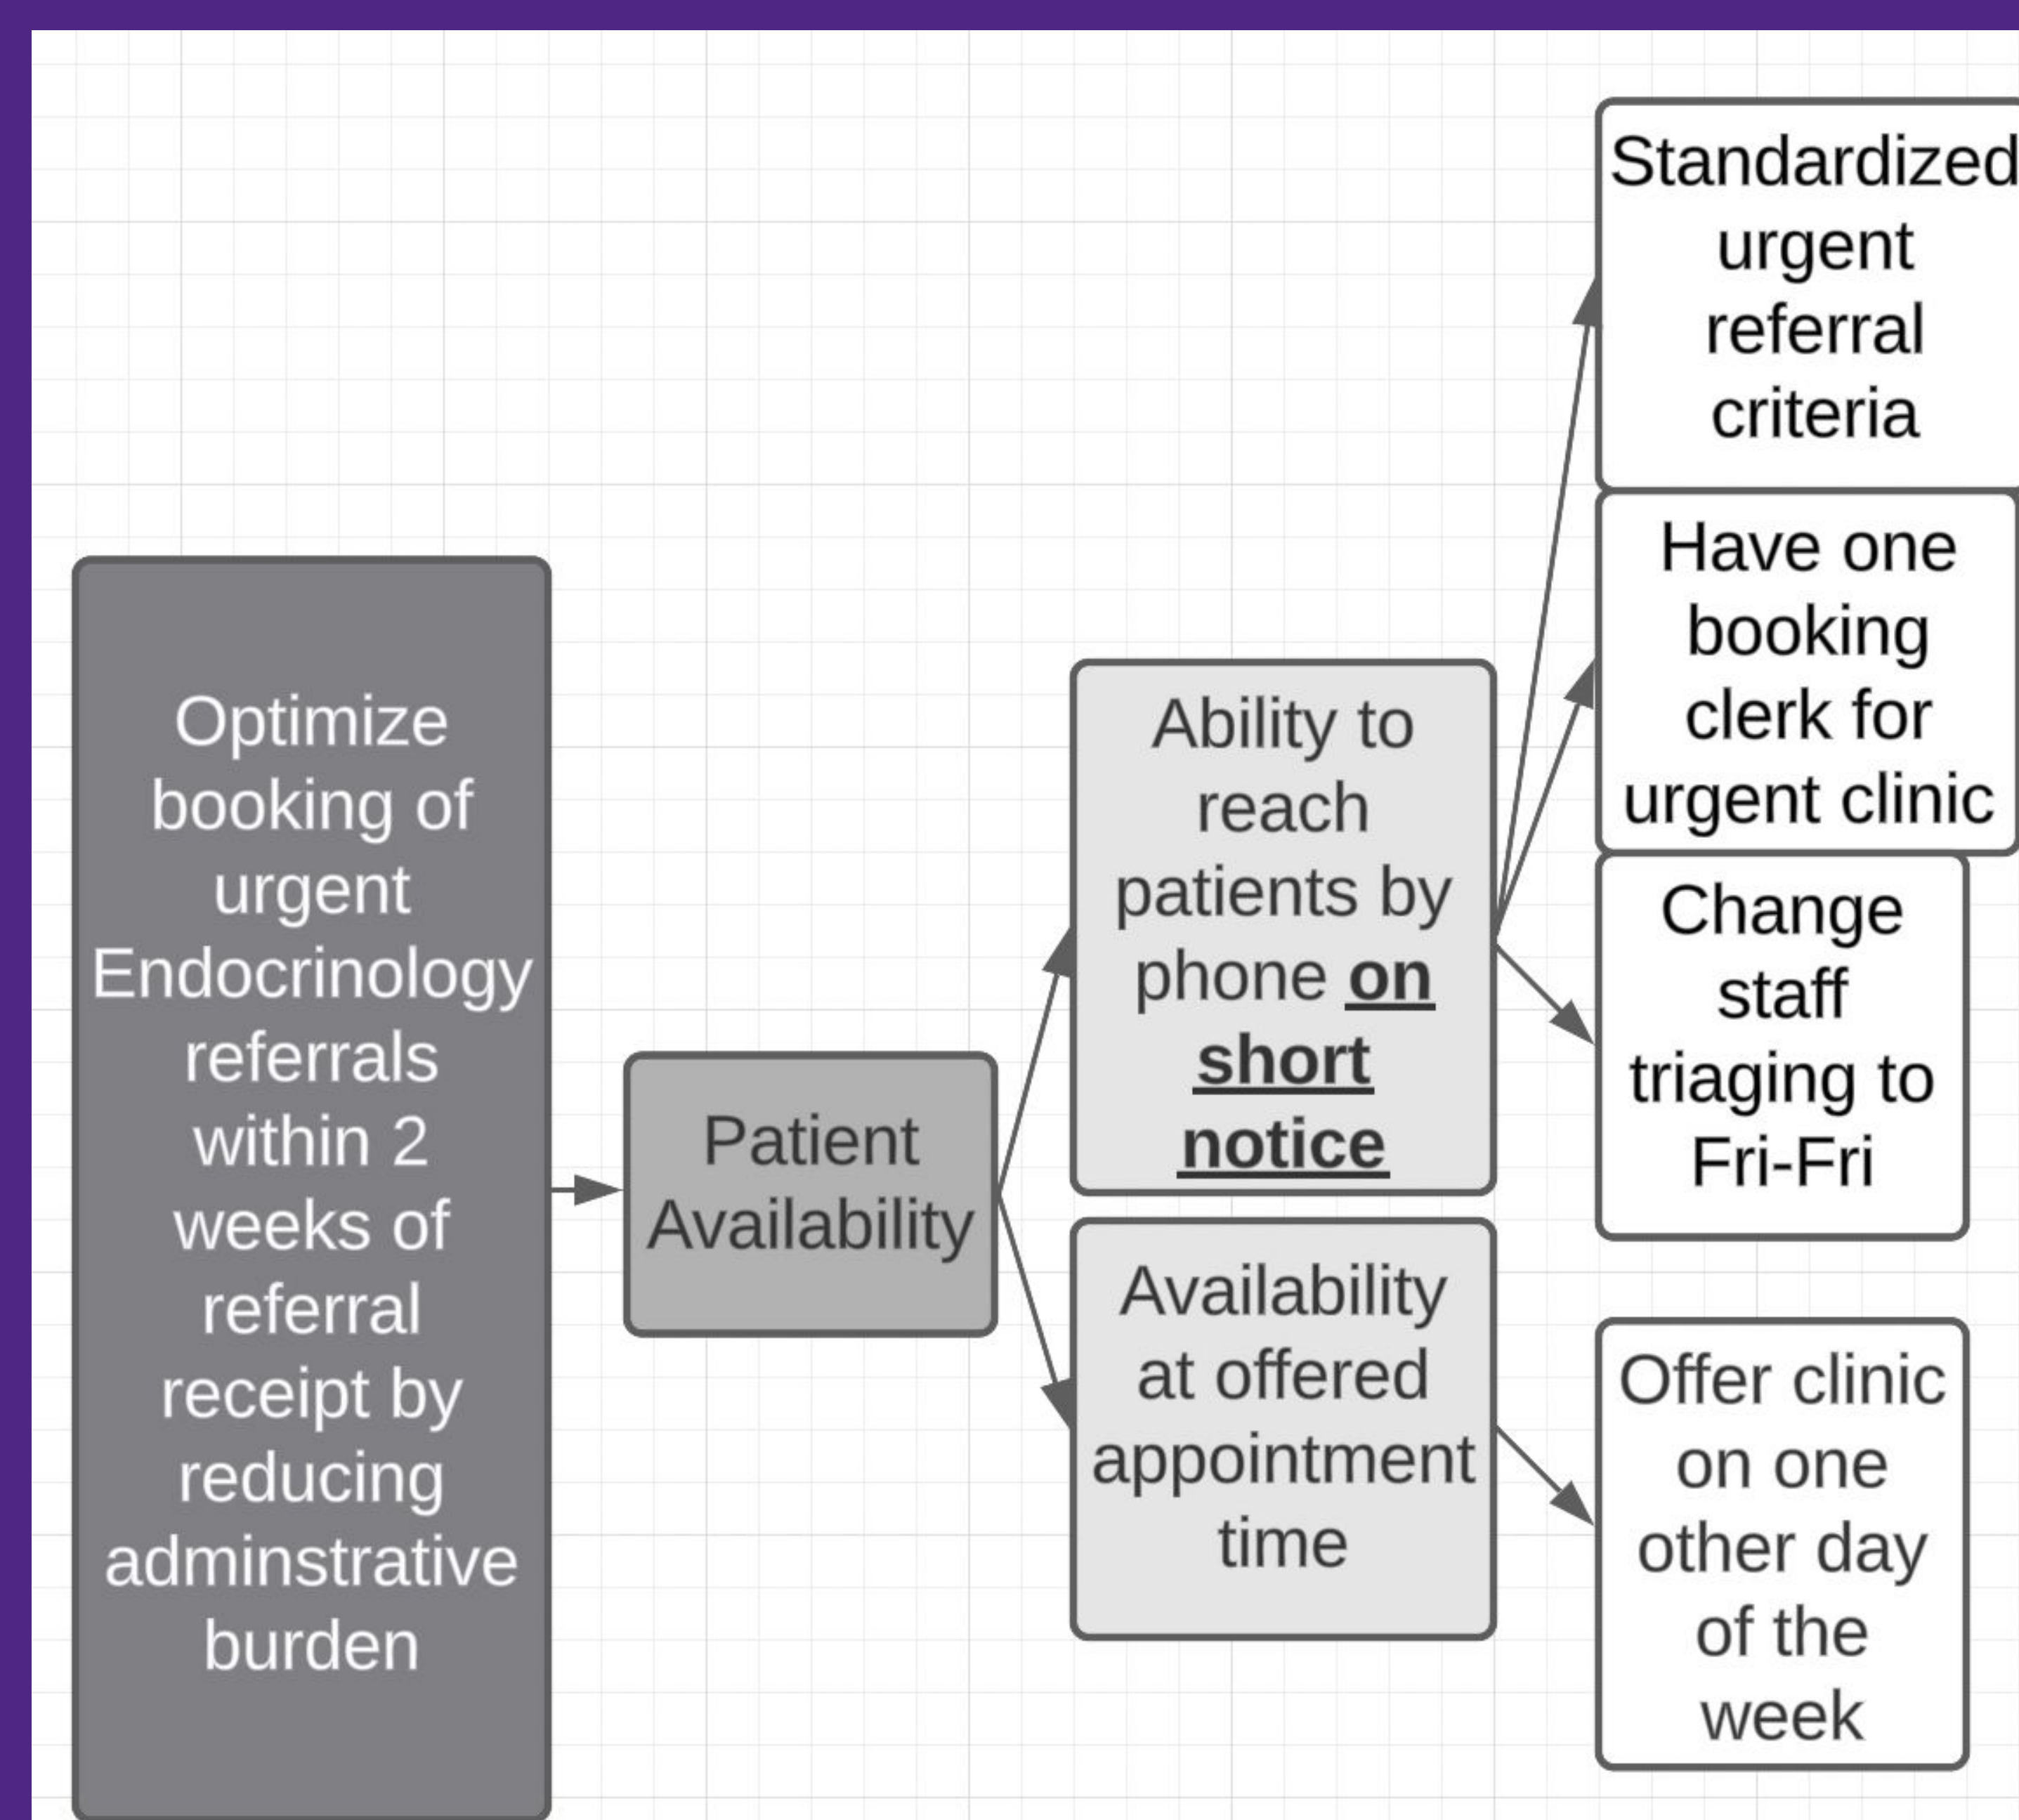 Optimize
booking of
urgent
Endocrinology
referrals
within 2
weeks of
referral
receipt by
reducing
adminstrative
burden
Patient
Availability
Ability to
reach
patients by
phone on
short
notice
Availability
at offered
appointment
time
Standardized
urgent
referral
criteria
Have one
booking
clerk for
urgent clinic
Change
staff
triaging to
Fri-Fri
Offer clinic
on one
other day
of the
week